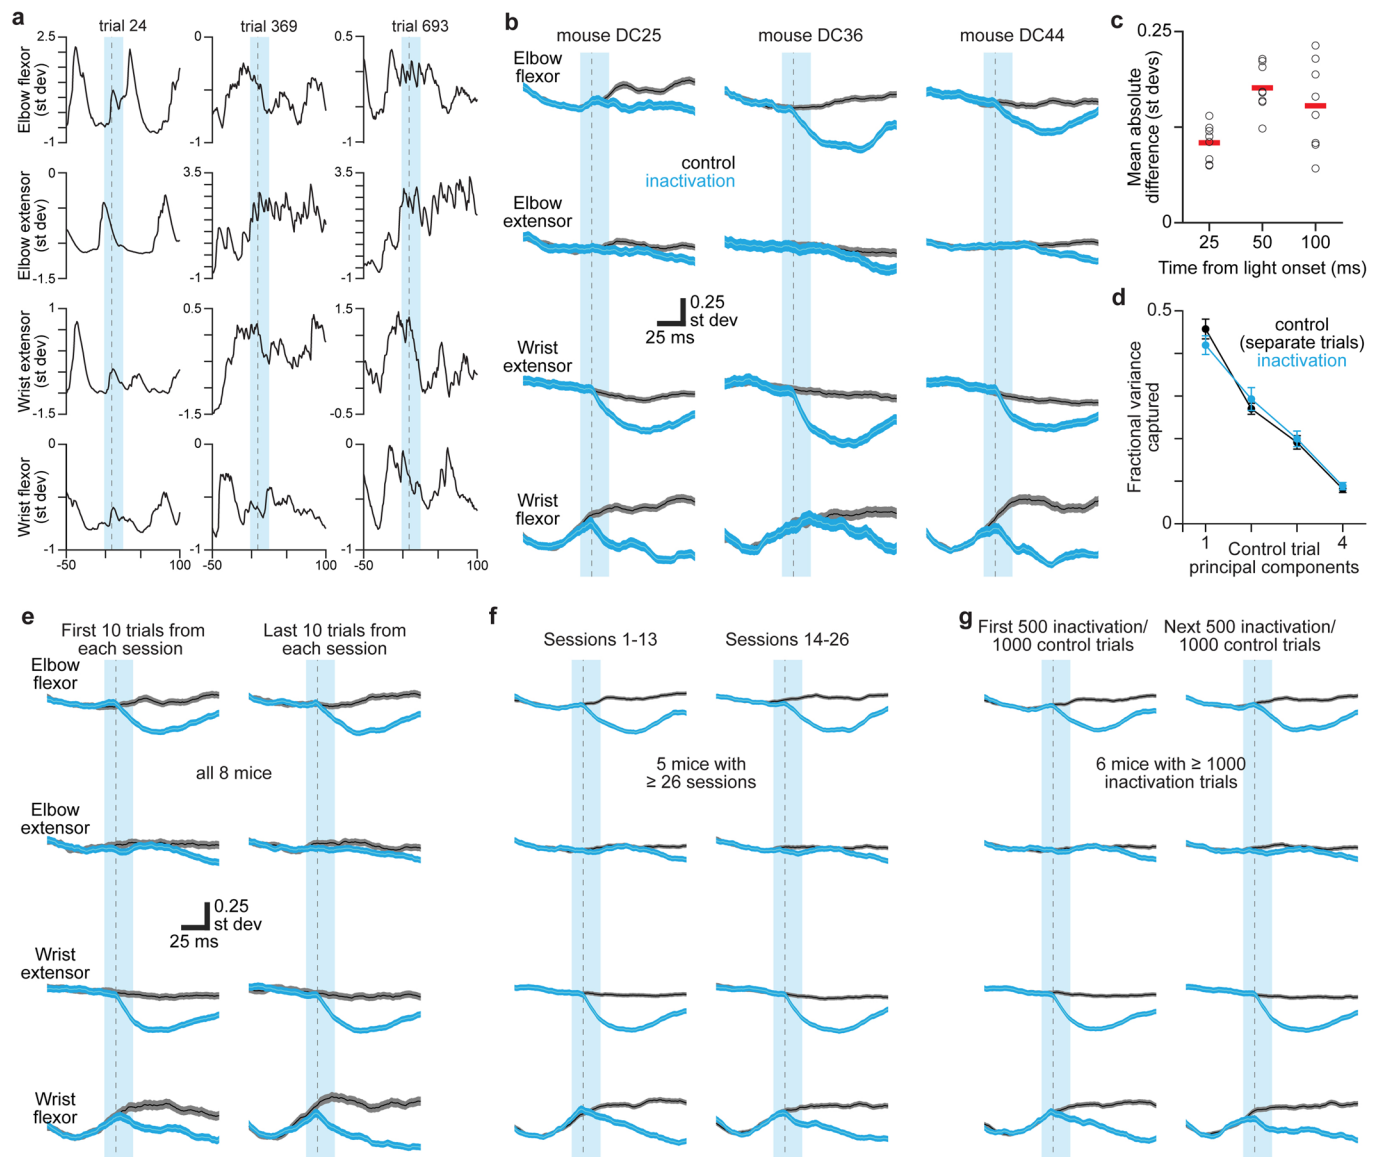 a
trial 24
trial 369
trial 693
Elbow flexor
(st dev)
2.5
-1
0
-1
0.5
-1
Elbow extensor
(st dev)
0
-1.5
3.5
-1
3.5
-1
Wrist extensor
(st dev)
1
-1.5
0.5
-1.5
1.5
-0.5
Wrist flexor
(st dev)
0
-1
0
-1
0
-1
-50
100
-50
100
-50
100
b
mouse DC25
mouse DC36
mouse DC44
Elbow
flexor
control
inactivation
Elbow
extensor
0.25
st dev
25 ms
Wrist
extensor
Wrist
flexor
c
0.25
Mean absolute
difference (st devs)
0
25
50
100
Time from light onset (ms)
d
0.5
control
(separate trials)
inactivation
Fractional variance
captured
0
1
4
Control trial
principal components
e
First 10 trials from
each session
Last 10 trials from
each session
Elbow
flexor
all 8 mice
Elbow
extensor
0.25
st dev
25 ms
Wrist
extensor
Wrist
flexor
f
Sessions 1-13
Sessions 14-26
5 mice with
≥ 26 sessions
g
First 500 inactivation/
1000 control trials
Next 500 inactivation/
1000 control trials
6 mice with ≥ 1000
inactivation trials